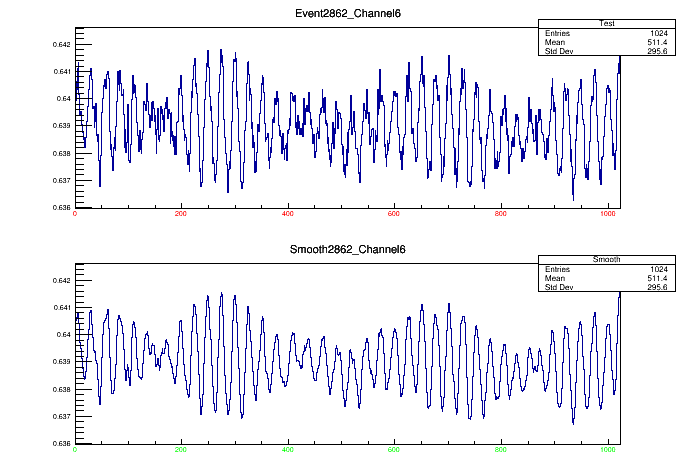 Event2862_Channel6
Test
Entries 1024
Mean 511.4
Std Dev 295.6
0.642
0.641
0.64
0.639
0.638
0.637
0.636
0 200 400 600 800 1000
Smooth2862_Channel6
Smooth
Entries 1024
Mean 511.4
Std Dev 295.6
0.642
0.641
0.64
0.639
0.638
0.637
0.636
0 200 400 600 800 1000